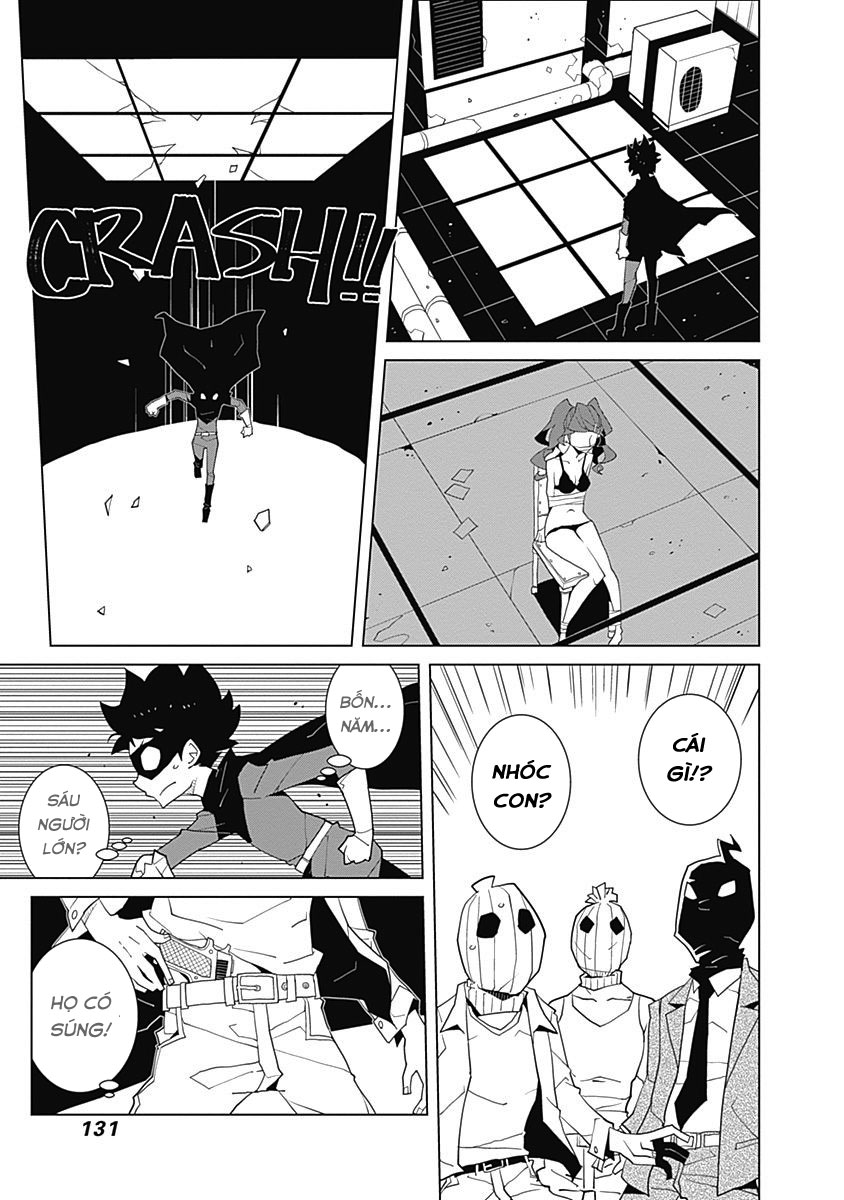 CRASH!!!
CÁI
GÌ!?
NHÓC
CON?
BỐN...
NĂM...
SÁU
NGƯỜI
LỚN?
HỌ CÓ
SÚNG!
131